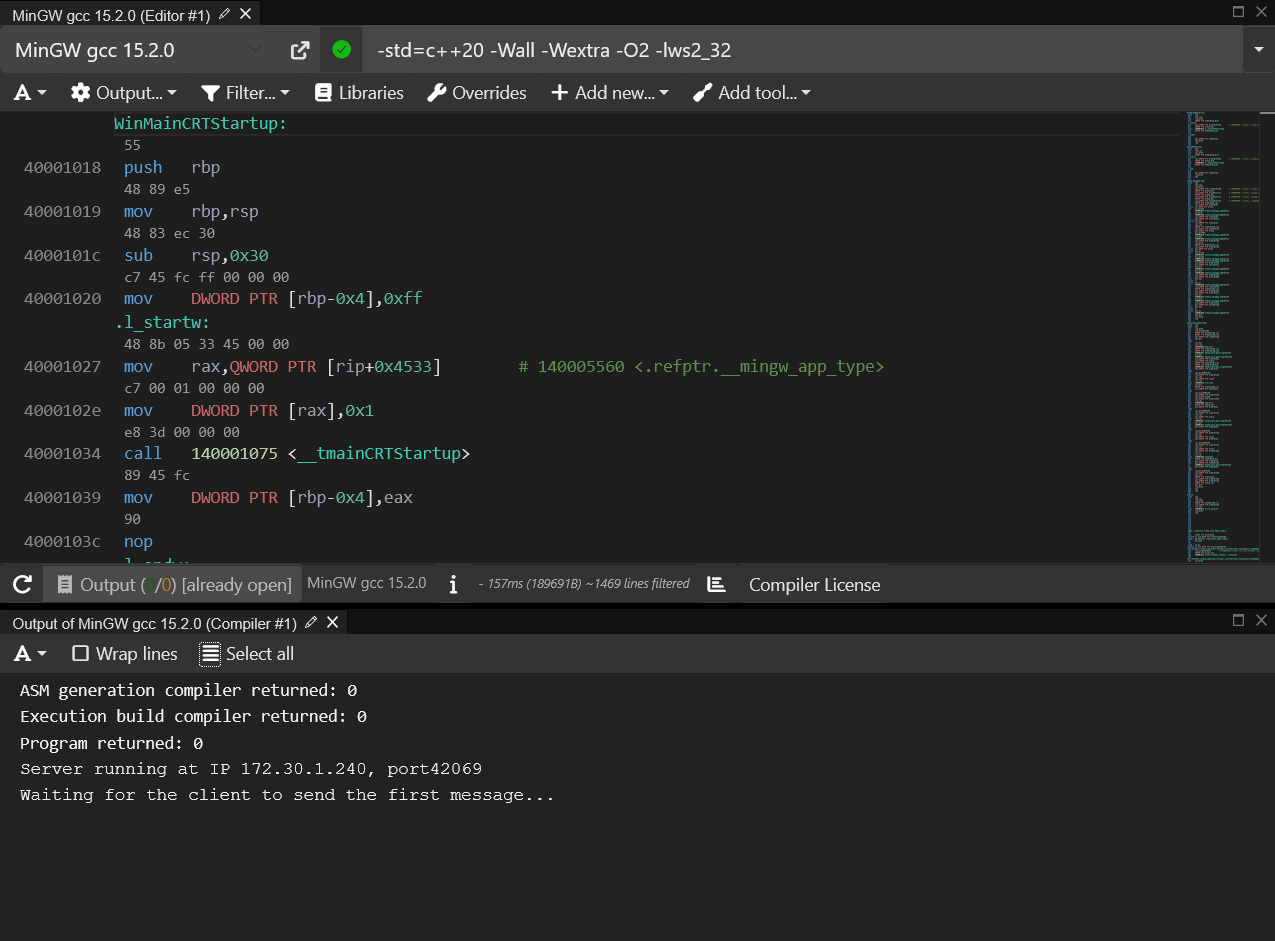 MinGW gcc 15.2.0 (Editor #1)
MinGW gcc 15.2.0 -std=c++20 -Wall -Wextra -O2 -lws2_32
A Output... Filter... Libraries Overrides Add new... Add tool...
WinMainCRTStartup:
55
40001018 push rbp
48 89 e5
40001019 mov rbp,rsp
48 83 ec 30
4000101c sub rsp,0x30
c7 45 fc ff 00 00 00
40001020 mov DWORD PTR [rbp-0x4],0xff
.l_startw:
48 8b 05 33 45 00 00
40001027 mov rax,QWORD PTR [rip+0x4533] # 140005560 <.refptr.__mingw_app_type>
c7 00 01 00 00 00
4000102e mov DWORD PTR [rax],0x1
e8 3d 00 00 00
40001034 call 140001075 <__tmainCRTStartup>
89 45 fc
40001039 mov DWORD PTR [rbp-0x4],eax
90
4000103c nop
Output (0/0) [already open] MinGW gcc 15.2.0 i - 157ms (189691B) ~1469 lines filtered Compiler License
Output of MinGW gcc 15.2.0 (Compiler #1)
A Wrap lines Select all
ASM generation compiler returned: 0
Execution build compiler returned: 0
Program returned: 0
Server running at IP 172.30.1.240, port42069
Waiting for the client to send the first message...